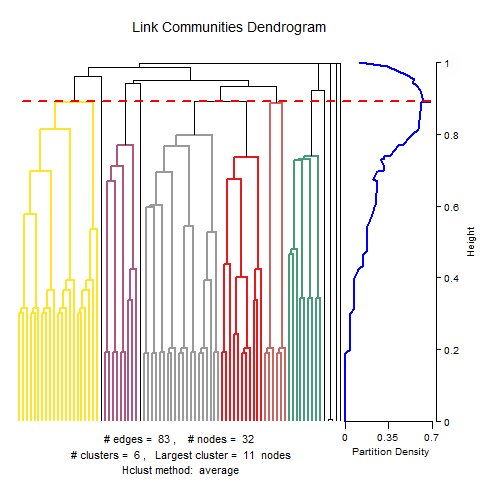 Link Communities Dendrogram
1
0.8
0.6
Height
0.4
0.2
0
0 0.35 0.7
Partition Density
# edges = 83 , # nodes = 32
# clusters = 6 , Largest cluster = 11 nodes
Hclust method: average